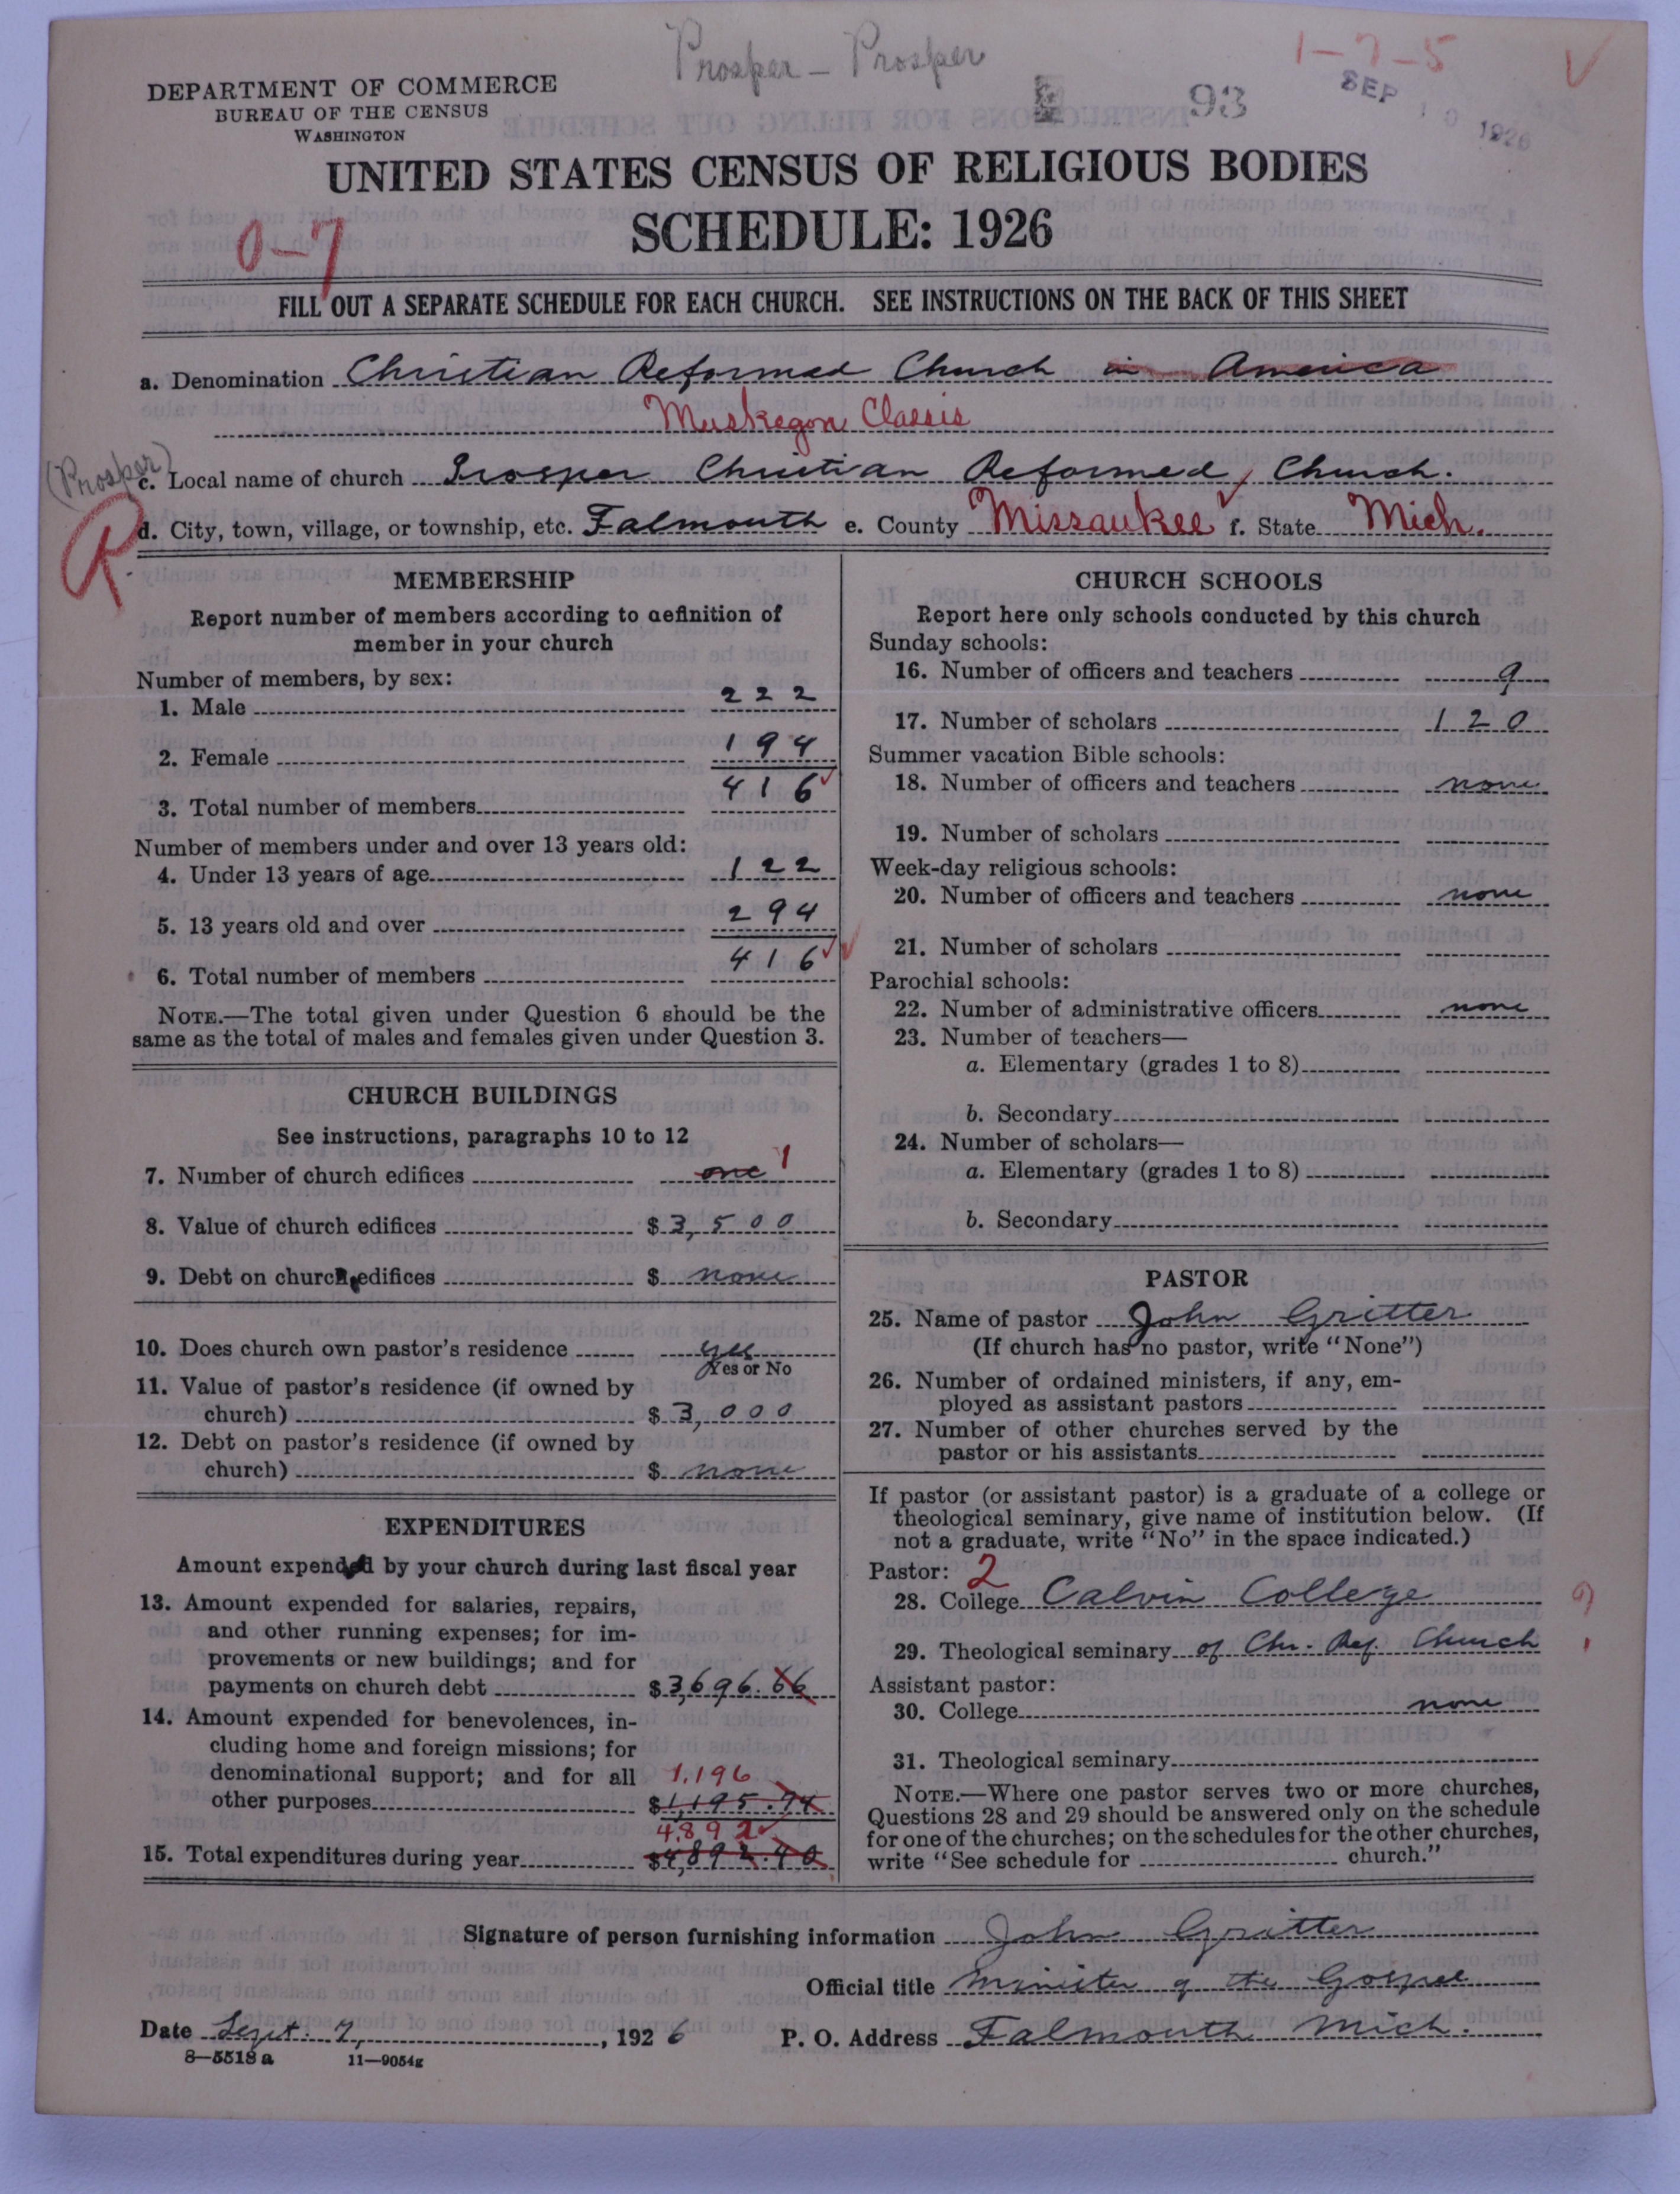 Prosper – Prosper
1-7-5
DEPARTMENT OF COMMERCE
BUREAU OF THE CENSUS
WASHINGTON
93
SEP 10 1926
UNITED STATES CENSUS OF RELIGIOUS BODIES
SCHEDULE: 1926
0-7
FILL OUT A SEPARATE SCHEDULE FOR EACH CHURCH. SEE INSTRUCTIONS ON THE BACK OF THIS SHEET
a. Denomination Christian Reformed Church in America
Muskegon Classis
(Prosper)
c. Local name of church Prosper Christian Reformed Church.
R
d. City, town, village, or township, etc. Falmouth e. County Missaukee f. State Mich.
MEMBERSHIP
Report number of members according to definition of
member in your church
Number of members, by sex:
1. Male 222
2. Female 194
3. Total number of members 416
Number of members under and over 13 years old:
4. Under 13 years of age 122
5. 13 years old and over 294
6. Total number of members 416
NOTE.—The total given under Question 6 should be the
same as the total of males and females given under Question 3.
CHURCH BUILDINGS
See instructions, paragraphs 10 to 12
7. Number of church edifices one 1
8. Value of church edifices $3,500
9. Debt on church edifices $ none
10. Does church own pastor's residence yes
Yes or No
11. Value of pastor's residence (if owned by
church) $3,000
12. Debt on pastor's residence (if owned by
church) $ none
EXPENDITURES
Amount expended by your church during last fiscal year
13. Amount expended for salaries, repairs,
and other running expenses; for im-
provements or new buildings; and for
payments on church debt $3,696.66
14. Amount expended for benevolences, in-
cluding home and foreign missions; for
denominational support; and for all 1,196
other purposes $1,195.74
4,892
15. Total expenditures during year $4,892.40
CHURCH SCHOOLS
Report here only schools conducted by this church
Sunday schools:
16. Number of officers and teachers 9
17. Number of scholars 120
Summer vacation Bible schools:
18. Number of officers and teachers none
19. Number of scholars
Week-day religious schools:
20. Number of officers and teachers none
21. Number of scholars
Parochial schools:
22. Number of administrative officers none
23. Number of teachers—
a. Elementary (grades 1 to 8)
b. Secondary
24. Number of scholars—
a. Elementary (grades 1 to 8)
b. Secondary
PASTOR
25. Name of pastor John Gritter
(If church has no pastor, write "None")
26. Number of ordained ministers, if any, em-
ployed as assistant pastors
27. Number of other churches served by the
pastor or his assistants
If pastor (or assistant pastor) is a graduate of a college or
theological seminary, give name of institution below. (If
not a graduate, write "No" in the space indicated.)
Pastor: 2
28. College Calvin College
29. Theological seminary of Chr. Ref. Church
Assistant pastor:
30. College none
31. Theological seminary
NOTE.—Where one pastor serves two or more churches,
Questions 28 and 29 should be answered only on the schedule
for one of the churches; on the schedules for the other churches,
write "See schedule for church."
Signature of person furnishing information John Gritter
Official title Minister of the Gospel
Date Sept. 7, 1926 P. O. Address Falmouth Mich.
8—5518 a 11—9054g